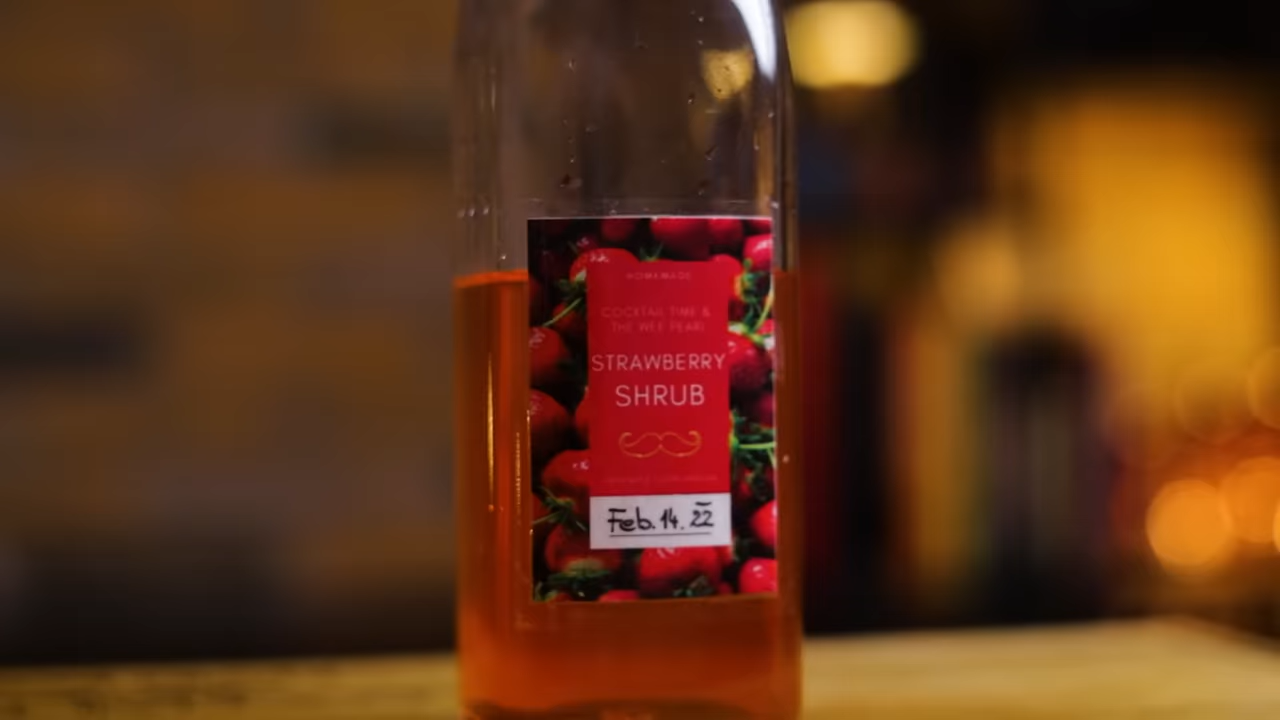 HOMEMADE
COCKTAIL TIME &
THE WEE PEARL
STRAWBERRY
SHRUB
Feb. 14. 22